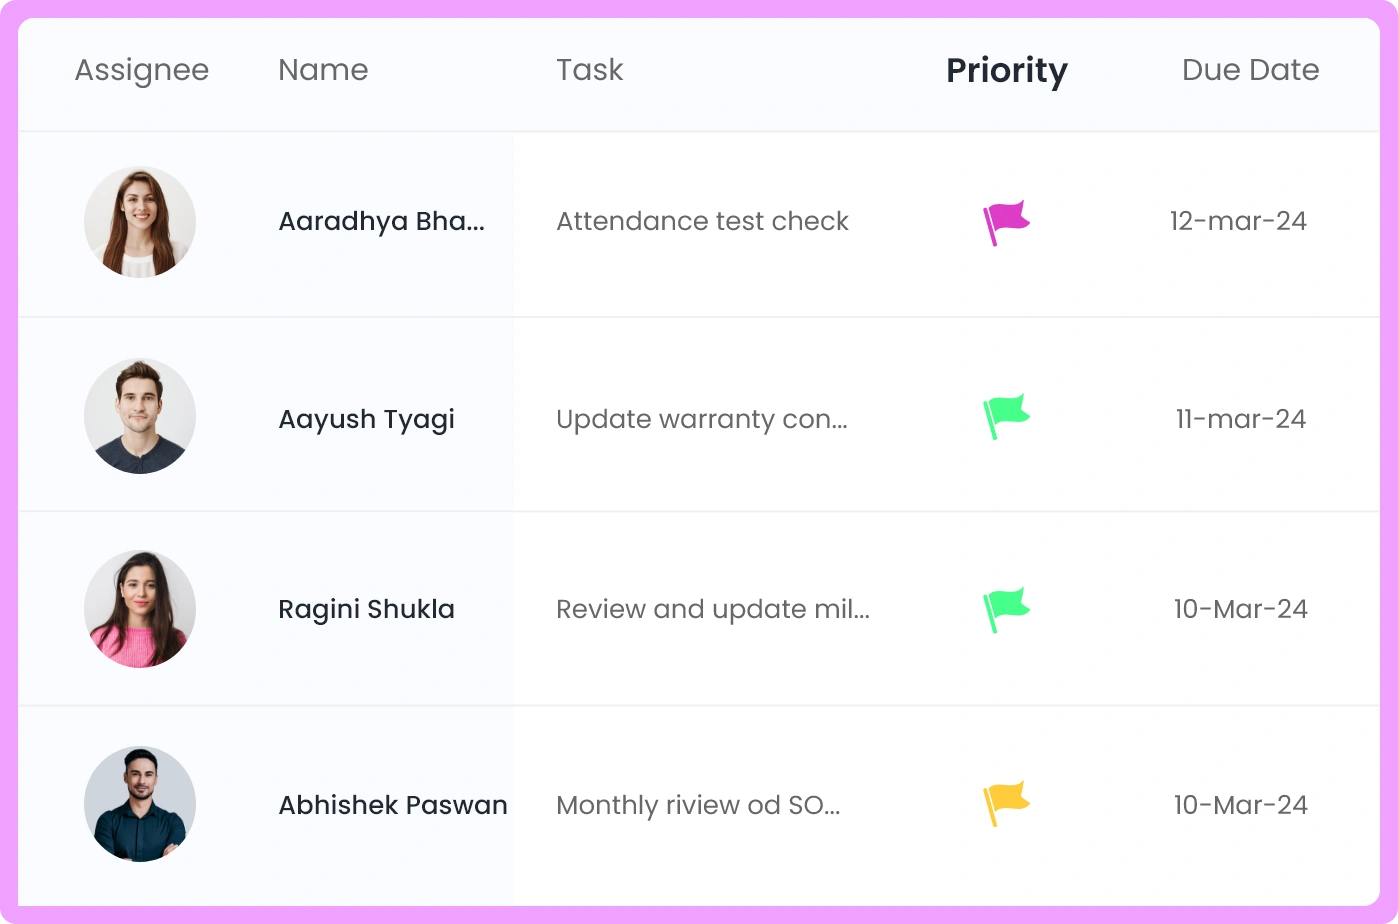 Assignee Name Task Priority Due Date
Aaradhya Bha... Attendance test check 12-mar-24
Aayush Tyagi Update warranty con... 11-mar-24
Ragini Shukla Review and update mil... 10-Mar-24
Abhishek Paswan Monthly riview od SO... 10-Mar-24